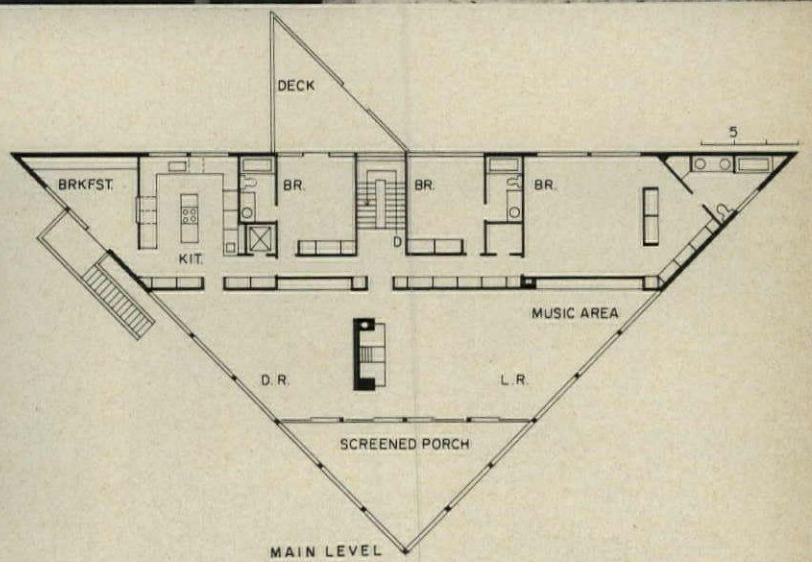 DECK
5
BRKFST.
BR.
BR.
BR.
D
KIT.
MUSIC AREA
D. R.
L. R.
SCREENED PORCH
MAIN LEVEL